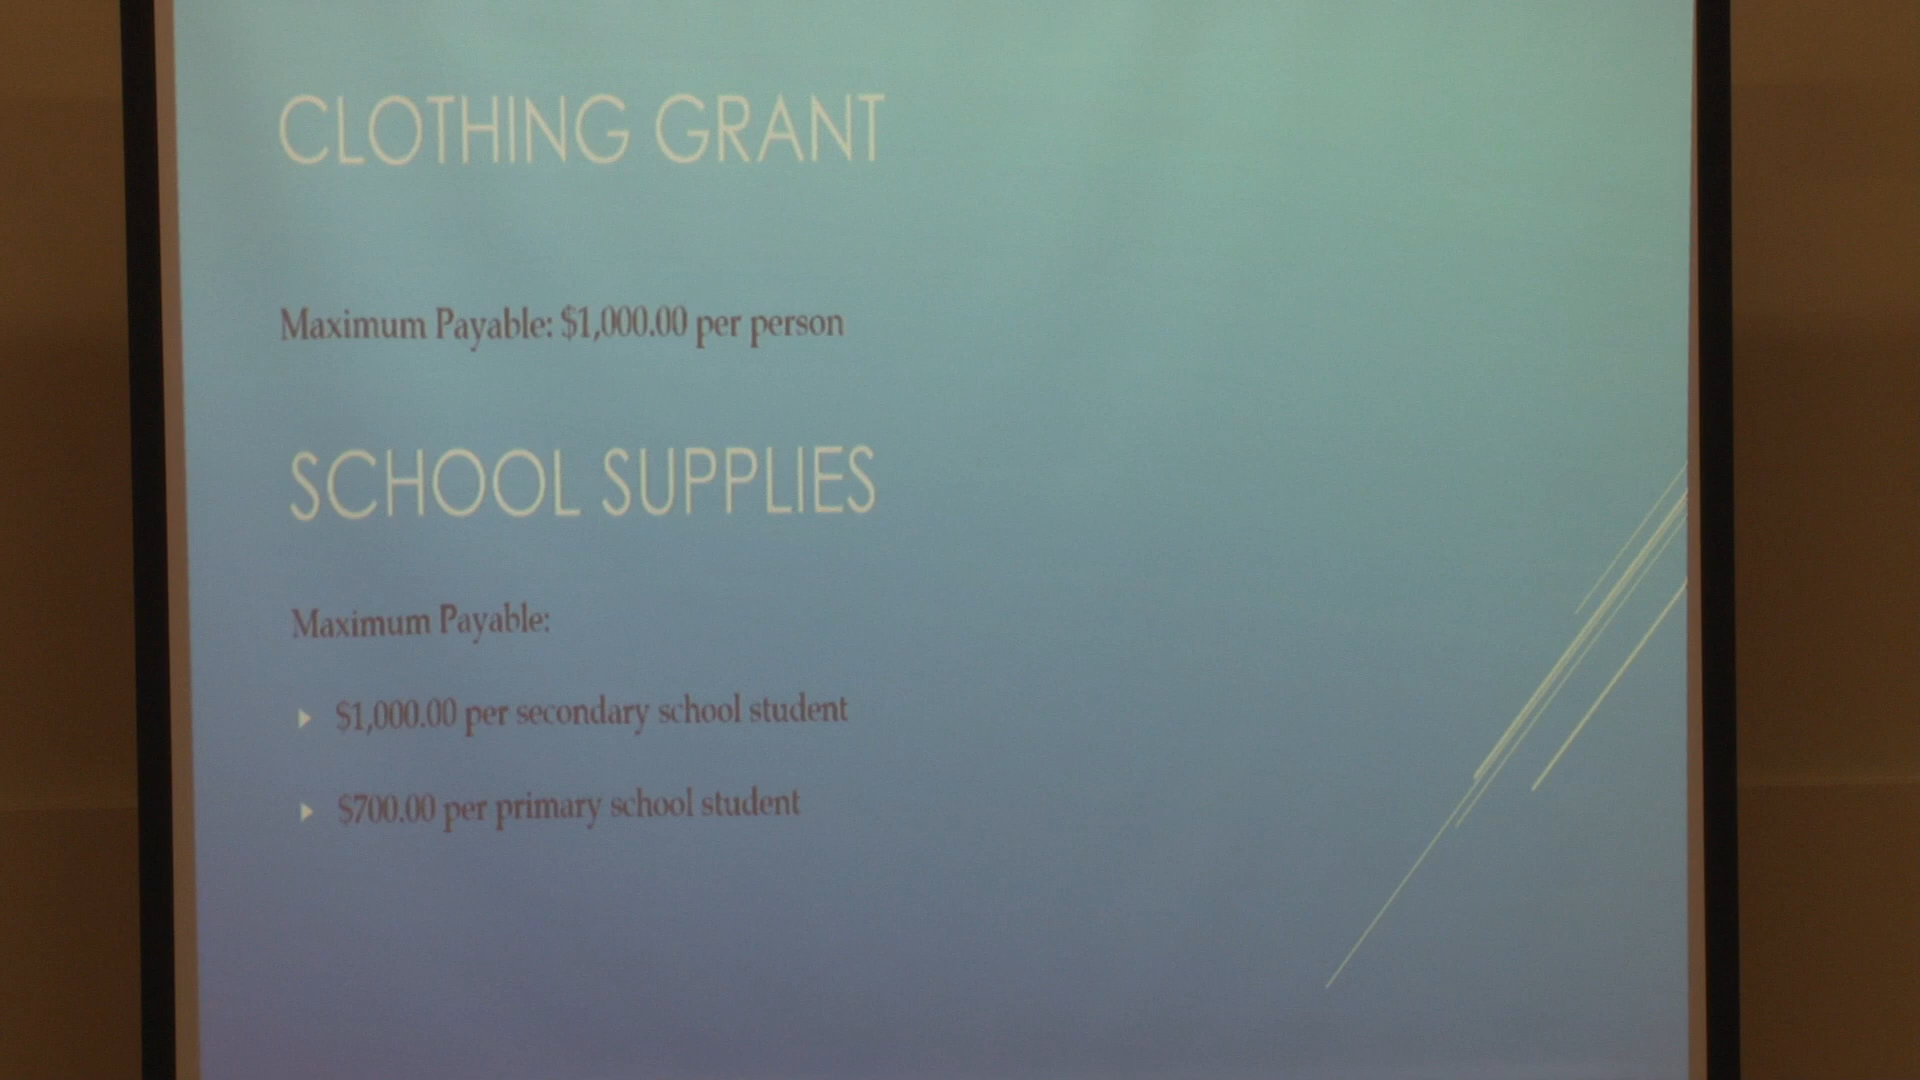 CLOTHING GRANT
Maximum Payable: $1,000.00 per person
SCHOOL SUPPLIES
Maximum Payable:
$1,000.00 per secondary school student
$700.00 per primary school student